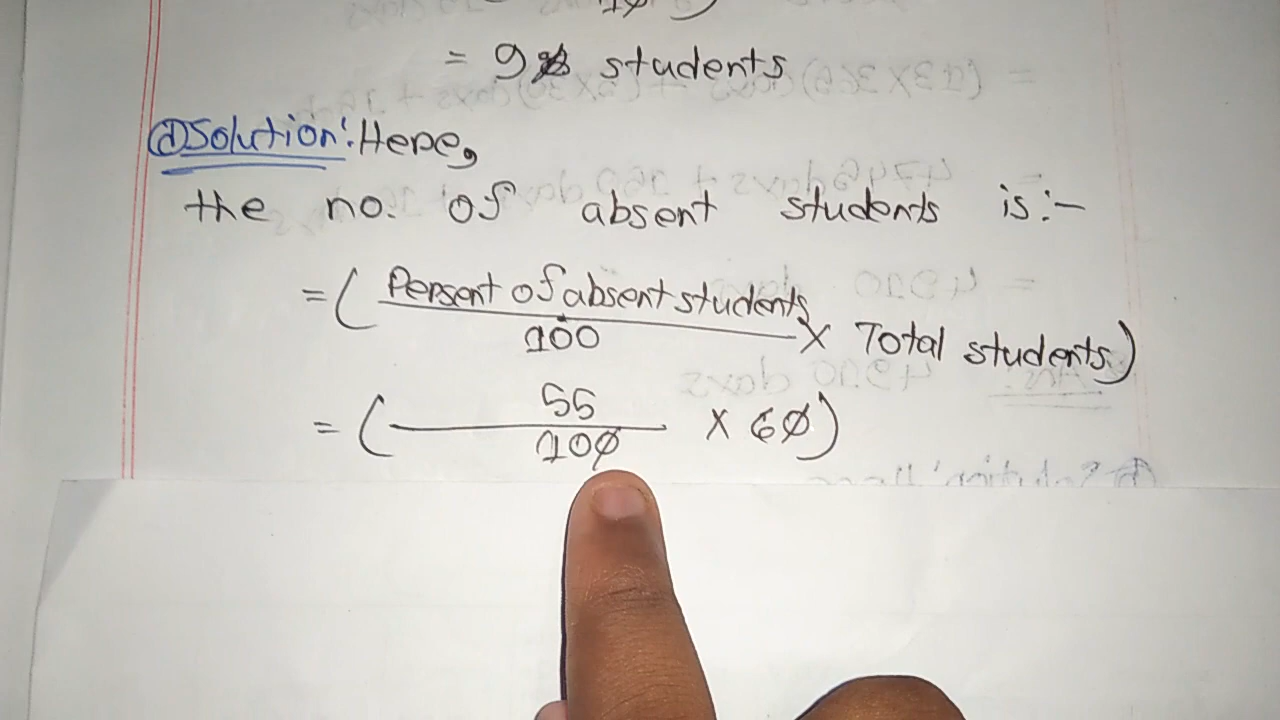 10)
= 9 students
(d) Solution: Here,
the no. of absent students is:-
= ( Persent of absent students / 100 × Total students )
= ( 55 / 100 × 60 )